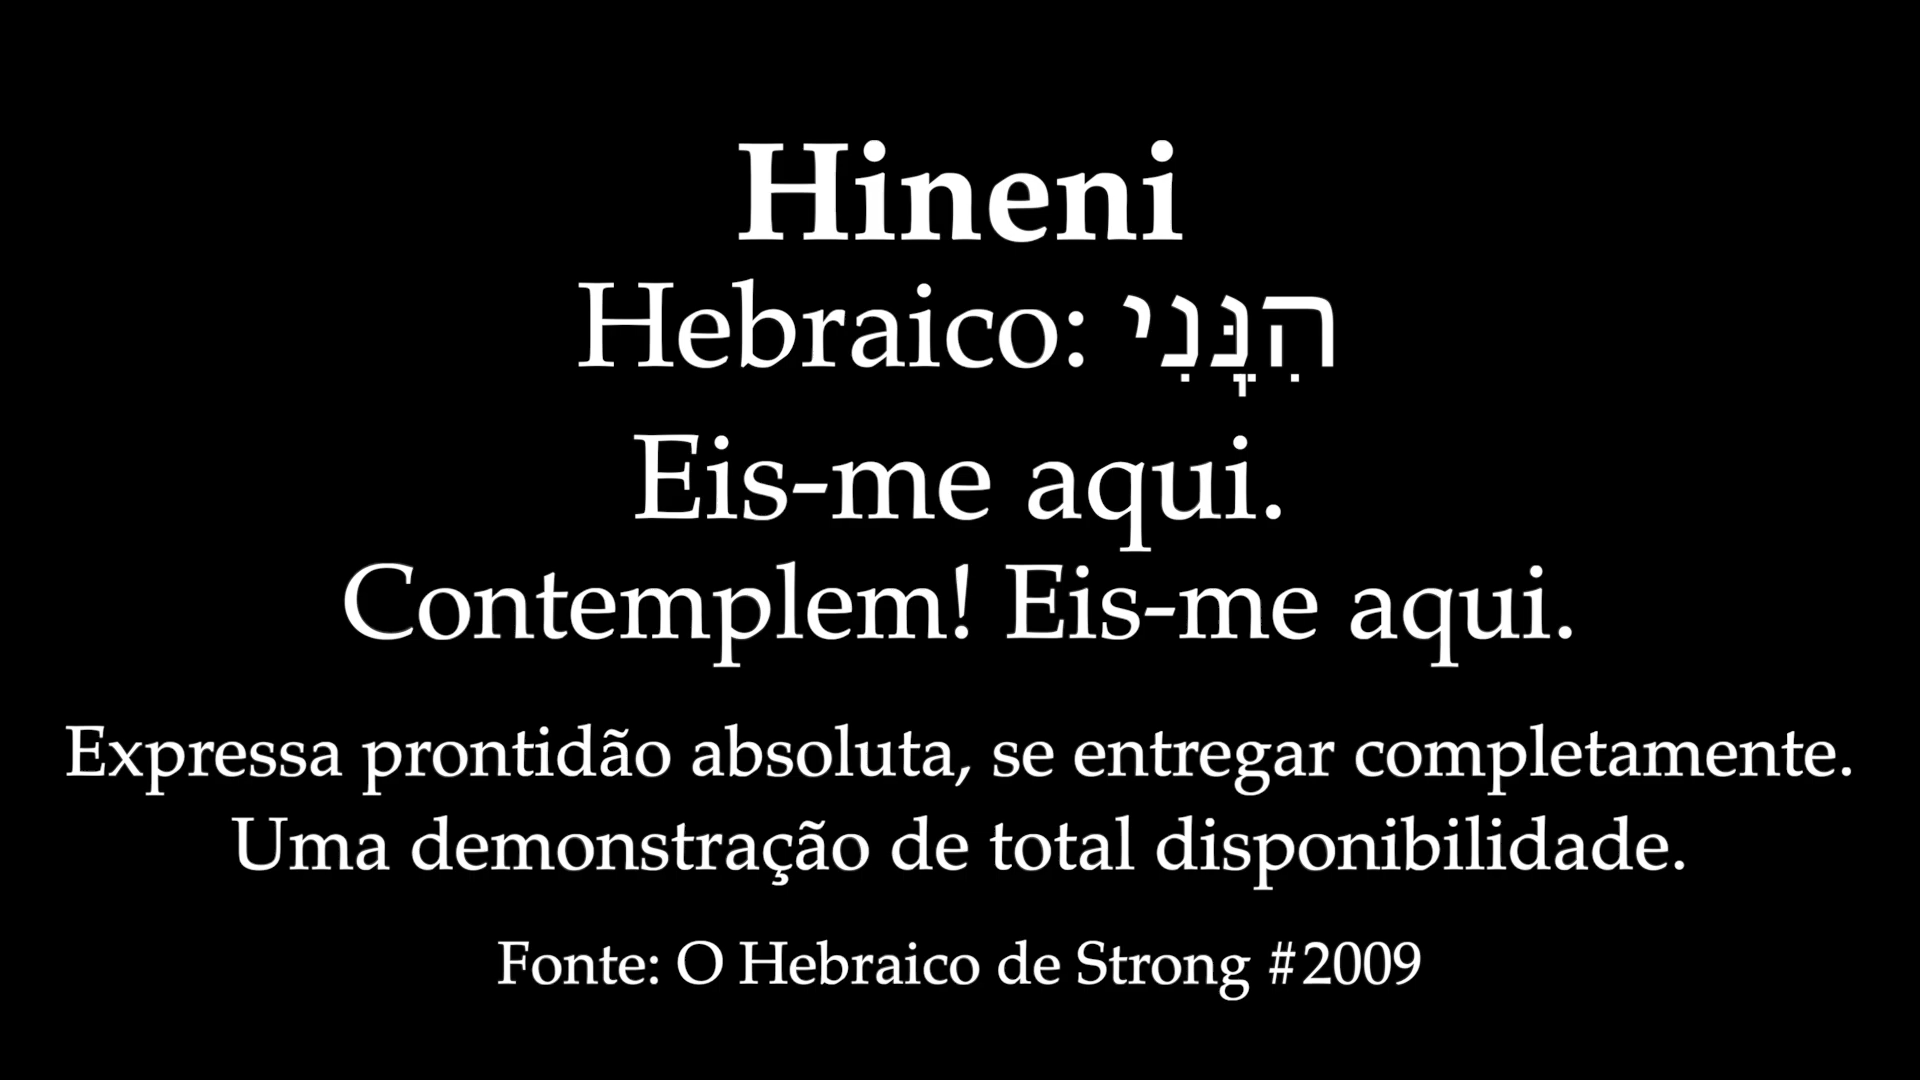 Hineni
Hebraico: הִנֵָּנִי
Eis-me aqui.
Contemplem! Eis-me aqui.
Expressa prontidão absoluta, se entregar completamente.
Uma demonstração de total disponibilidade.
Fonte: O Hebraico de Strong #2009